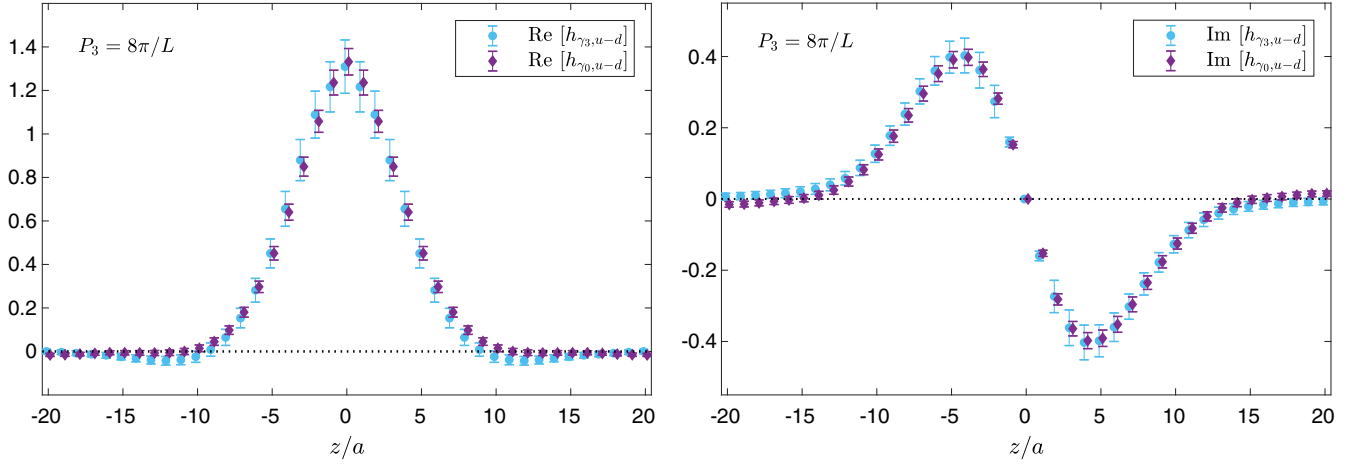 P₃ = 8π/L
Re [h_{γ₃,u−d}]
Re [h_{γ₀,u−d}]
1.4
1.2
1
0.8
0.6
0.4
0.2
0
-20 -15 -10 -5 0 5 10 15 20
z/a
P₃ = 8π/L
Im [h_{γ₃,u−d}]
Im [h_{γ₀,u−d}]
0.4
0.2
0
-0.2
-0.4
-20 -15 -10 -5 0 5 10 15 20
z/a